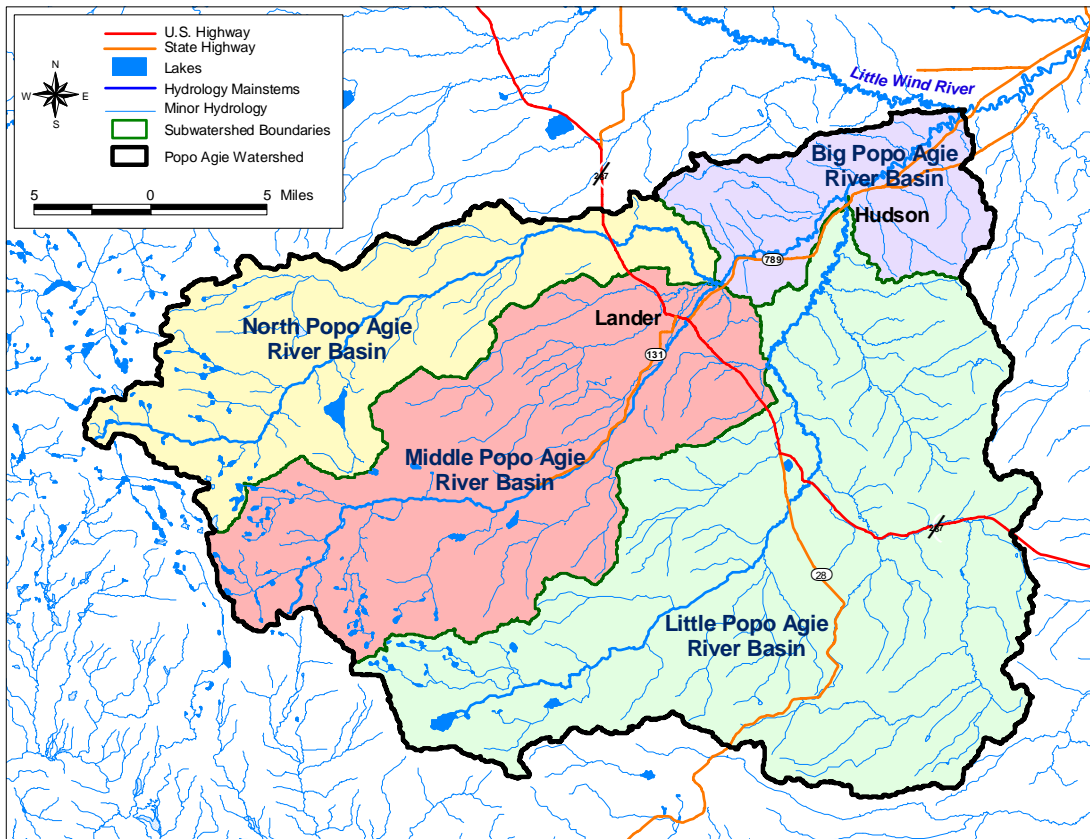 U.S. Highway
State Highway
Lakes
Hydrology Mainstems
Minor Hydrology
Subwatershed Boundaries
Popo Agie Watershed
N
W E
S
5 0 5 Miles
Little Wind River
287
Big Popo Agie
River Basin
Hudson
789
North Popo Agie
River Basin
Lander
131
Middle Popo Agie
River Basin
287
28
Little Popo Agie
River Basin